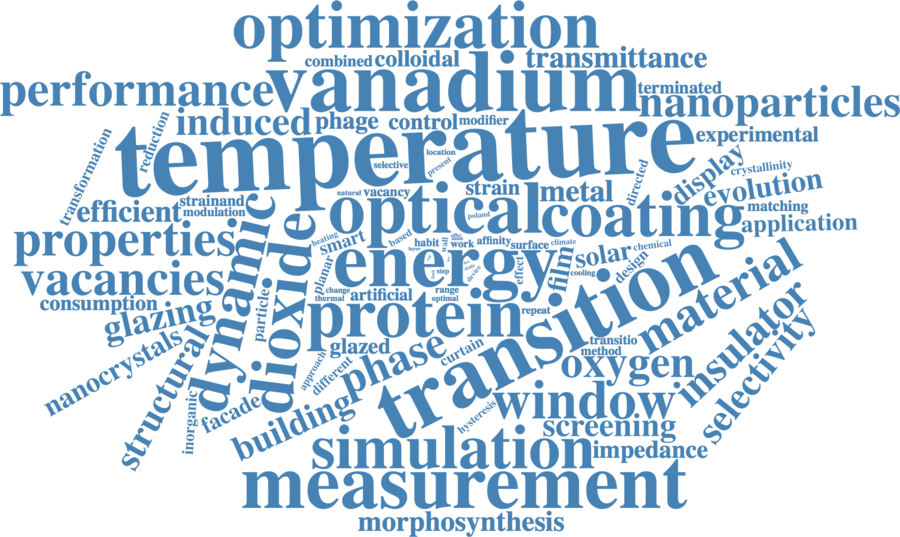 optimization
combined colloidal transmittance
performance vanadium terminated
nanoparticles
induced phage control modifier
temperature experimental
transformation
reduction
location
selective
present
directed
display
crystallinity
natural vacancy strain metal
evolution
efficient strainand
modulation
matching
optical coating application
poland
properties
dynamic
dioxide
heating
smart
based
habit
work
affinity
surface
climate
layer
wall
step
device
energy
effect
film
solar
chemical
cooling
design
vacancies
planar
change
thermal
artificial
range
optimal
consumption
glazing
particle
protein
repeat
transition
material
insulator
selectivity
nanocrystals
structural
approach
glazed
different
phase
curtain
transitio
method
oxygen
inorganic
facade
building
hysteresis
window
screening
simulation impedance
measurement
morphosynthesis